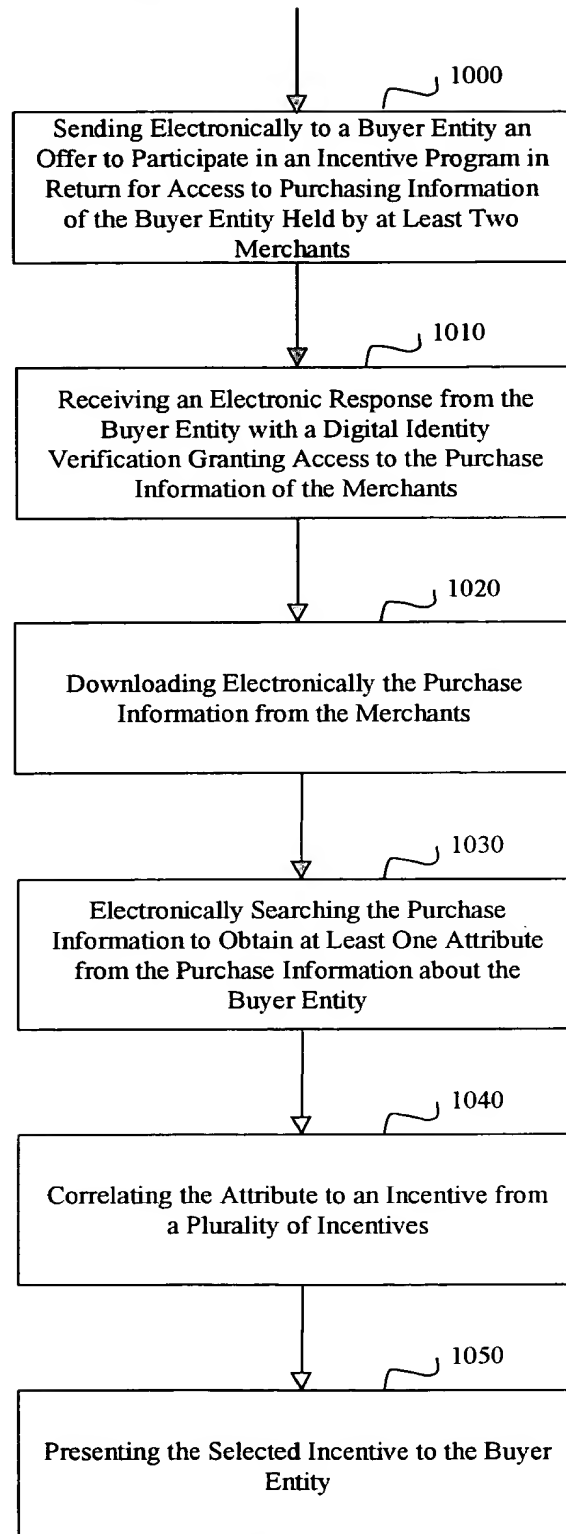 1000
Sending Electronically to a Buyer Entity an
Offer to Participate in an Incentive Program in
Return for Access to Purchasing Information
of the Buyer Entity Held by at Least Two
Merchants
1010
Receiving an Electronic Response from the
Buyer Entity with a Digital Identity
Verification Granting Access to the Purchase
Information of the Merchants
1020
Downloading Electronically the Purchase
Information from the Merchants
1030
Electronically Searching the Purchase
Information to Obtain at Least One Attribute
from the Purchase Information about the
Buyer Entity
1040
Correlating the Attribute to an Incentive from
a Plurality of Incentives
1050
Presenting the Selected Incentive to the Buyer
Entity